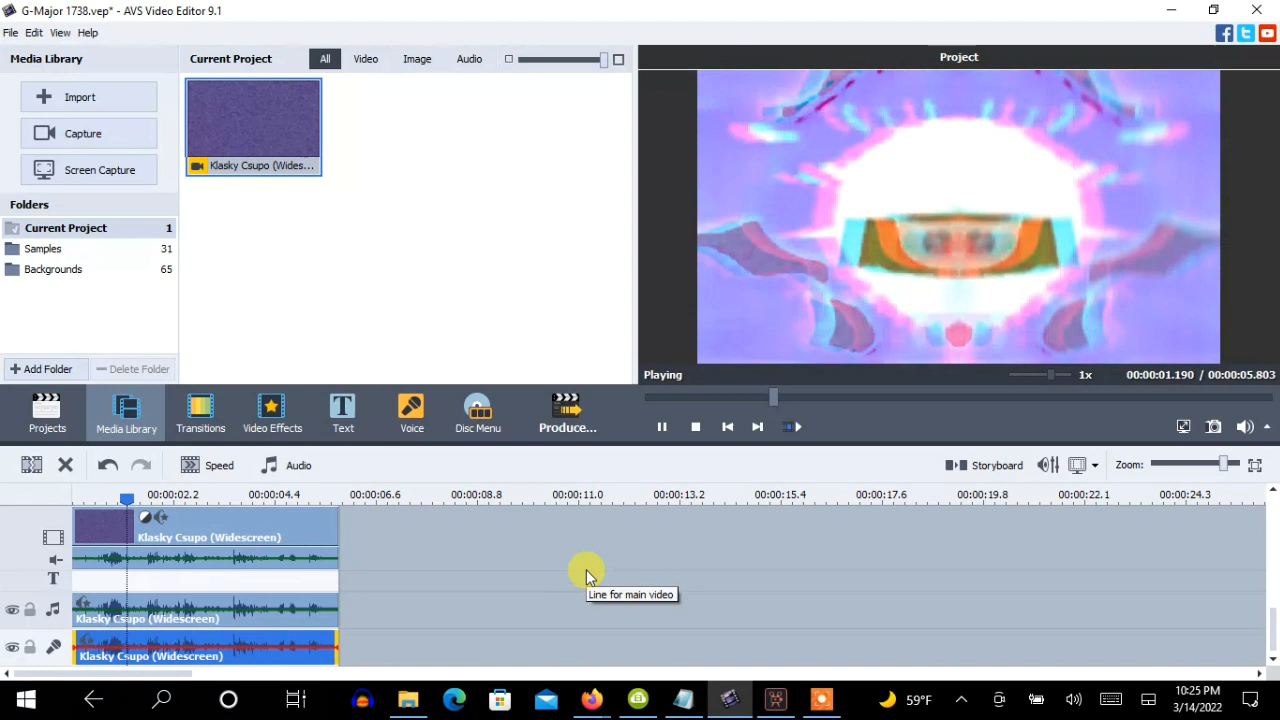 G-Major 1738.vep* - AVS Video Editor 9.1
File Edit View Help
Media Library
Current Project All Video Image Audio
Project
Import
Capture
Klasky Csupo (Wides...
Screen Capture
Folders
Current Project 1
Samples 31
Backgrounds 65
Add Folder Delete Folder
Playing 1x 00:00:01.190 / 00:00:05.803
Projects Media Library Transitions Video Effects Text Voice Disc Menu Produce...
Speed Audio Storyboard Zoom:
00:00:02.2 00:00:04.4 00:00:06.6 00:00:08.8 00:00:11.0 00:00:13.2 00:00:15.4 00:00:17.6 00:00:19.8 00:00:22.1 00:00:24.3
Klasky Csupo (Widescreen)
T
Line for main video
Klasky Csupo (Widescreen)
Klasky Csupo (Widescreen)
59°F
10:25 PM
3/14/2022